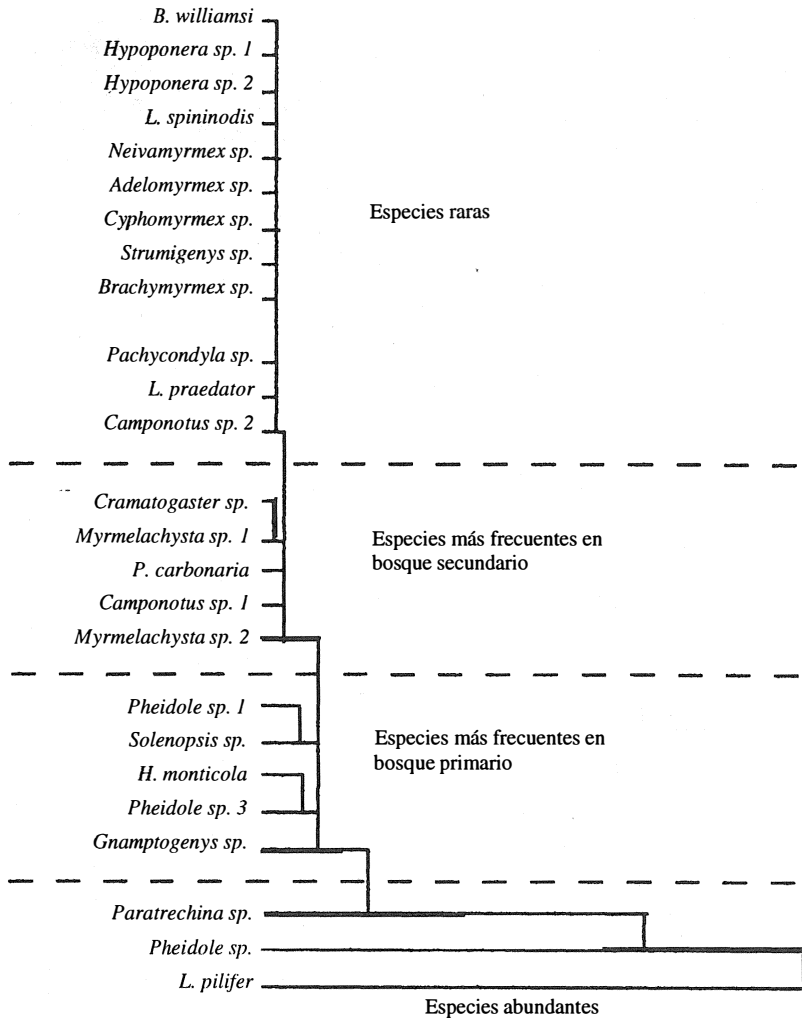 B. williamsi
Hypoponera sp. 1
Hypoponera sp. 2
L. spininodis
Neivamyrmex sp.
Adelomyrmex sp.
Cyphomyrmex sp.
Especies raras
Strumigenys sp.
Brachymyrmex sp.
Pachycondyla sp.
L. praedator
Camponotus sp. 2
Cramatogaster sp.
Myrmelachysta sp. 1
Especies más frecuentes en
bosque secundario
P. carbonaria
Camponotus sp. 1
Myrmelachysta sp. 2
Pheidole sp. 1
Solenopsis sp.
Especies más frecuentes en
bosque primario
H. monticola
Pheidole sp. 3
Gnamptogenys sp.
Paratrechina sp.
Pheidole sp.
L. pilifer
Especies abundantes